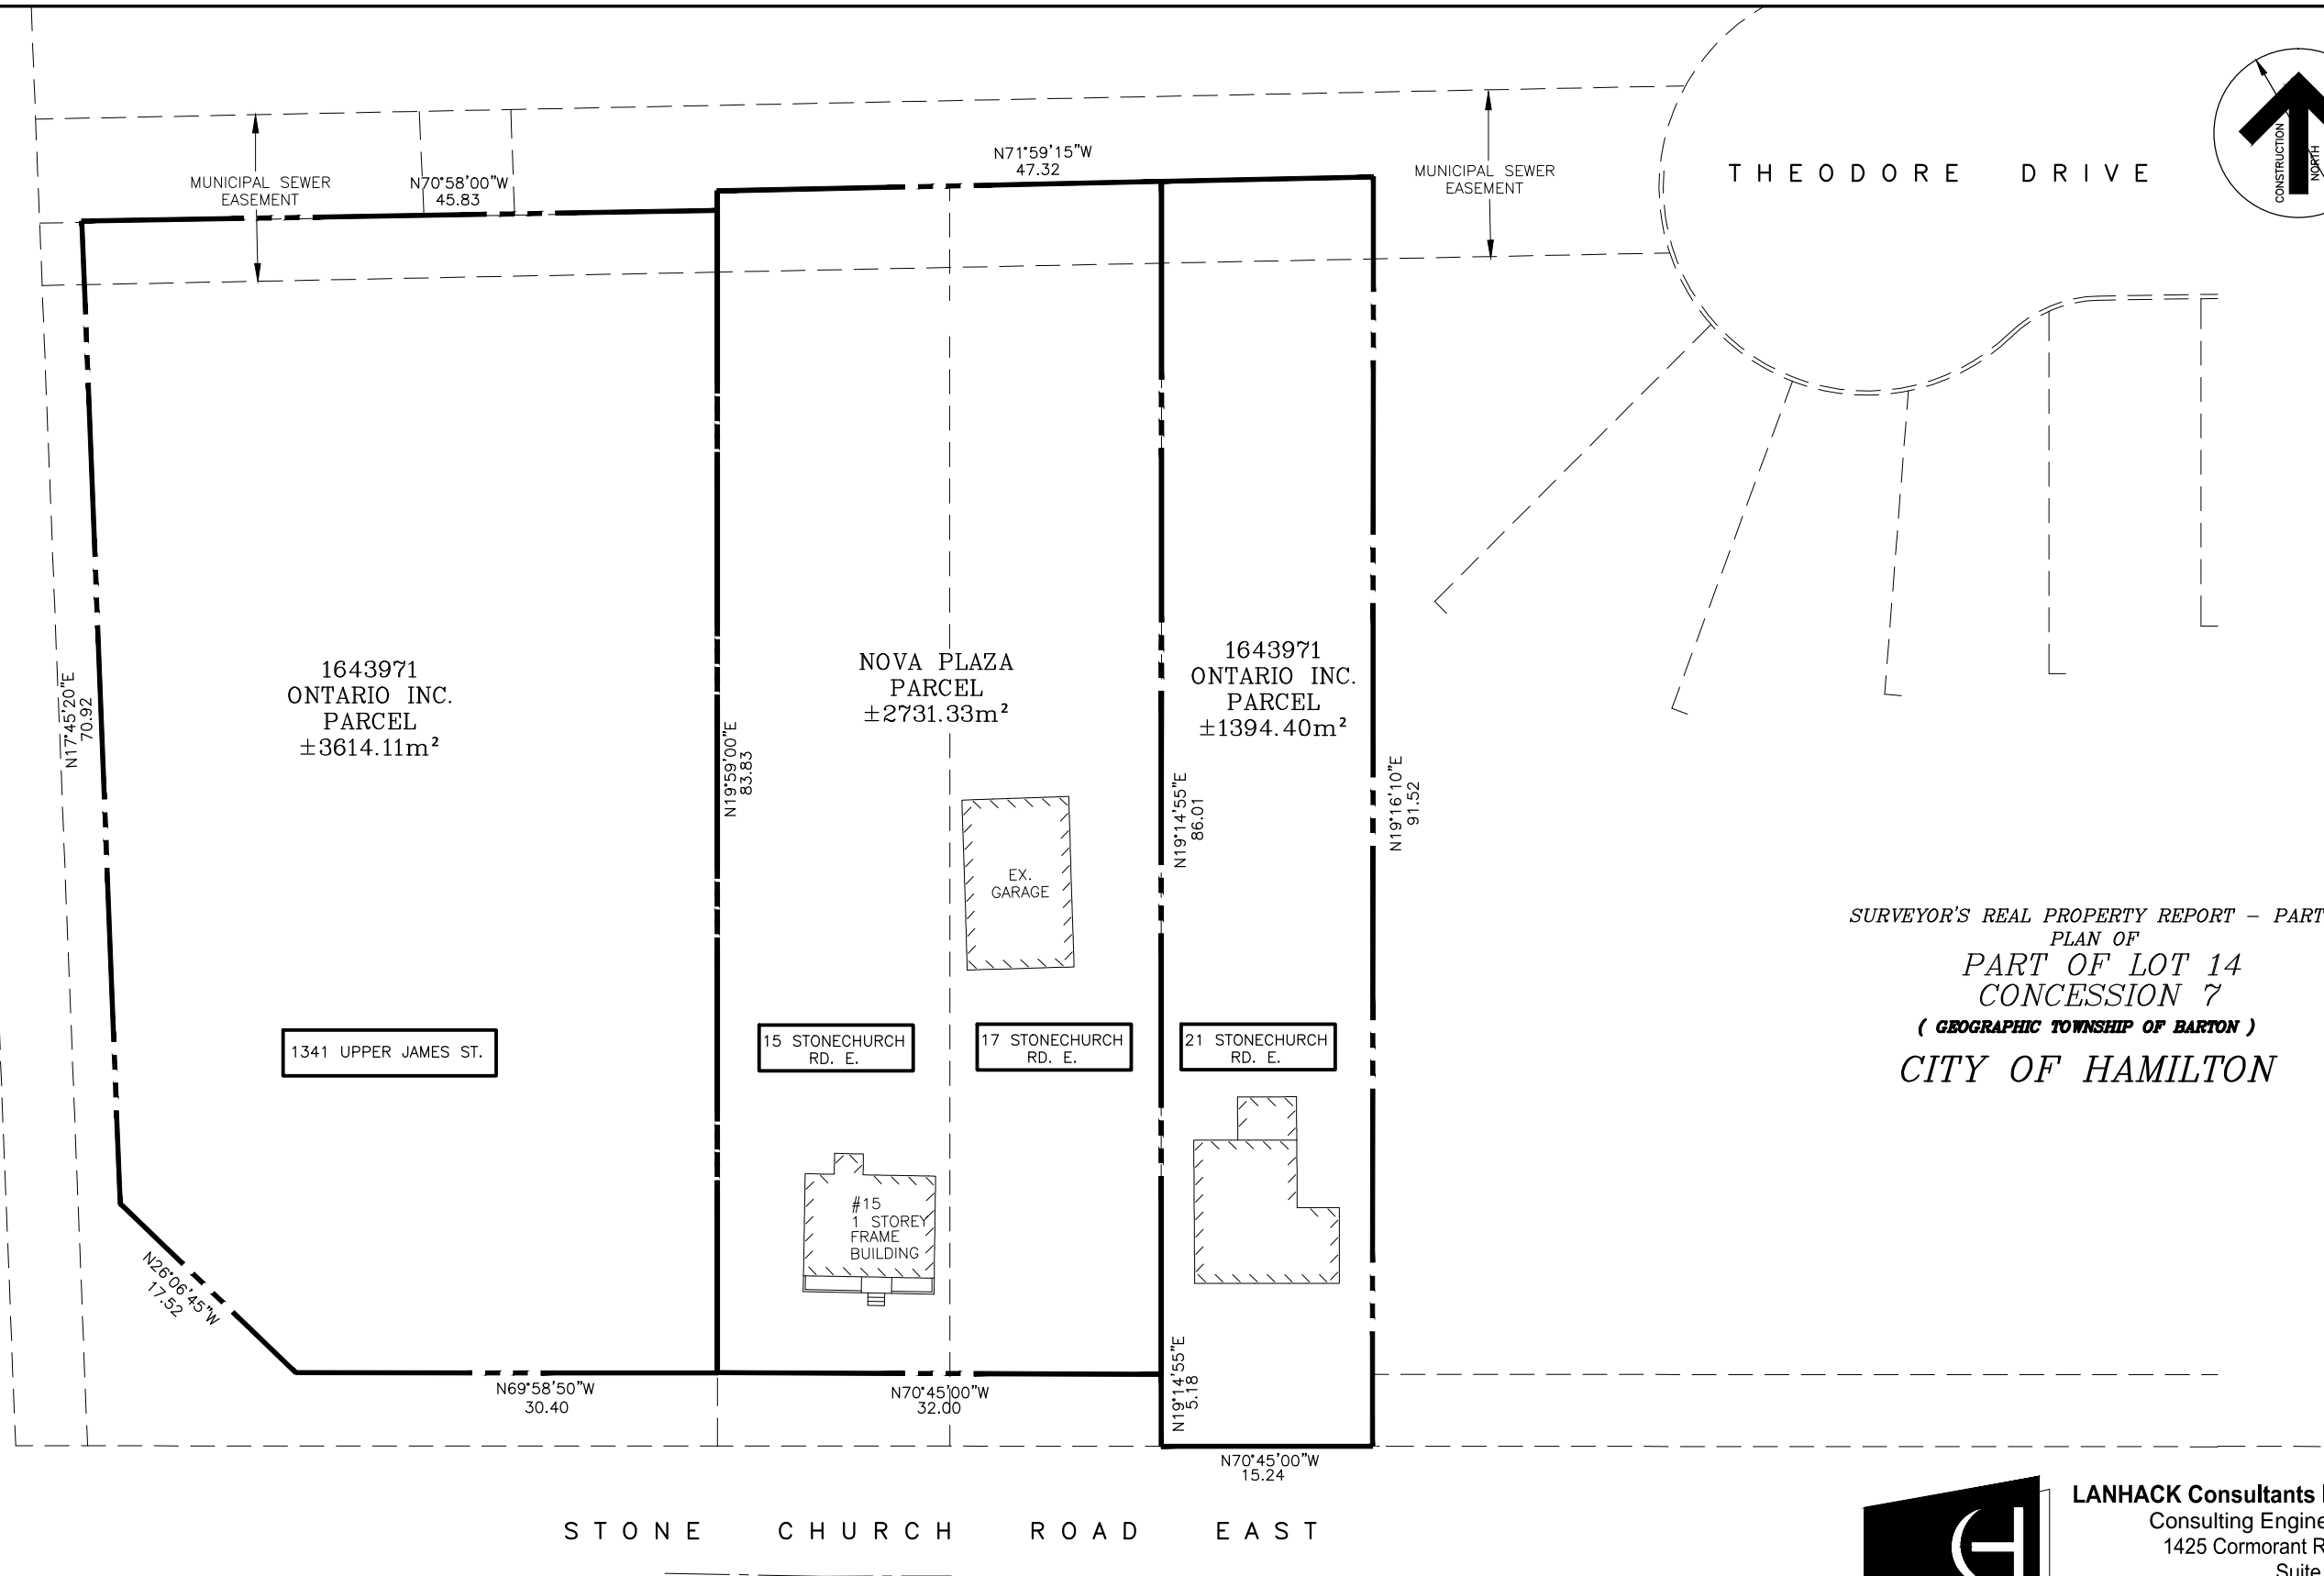 N71°59'15"W
47.32
MUNICIPAL SEWER
EASEMENT
N70°58'00"W
45.83
MUNICIPAL SEWER
EASEMENT
THEODORE DRIVE
CONSTRUCTION
NORTH
1643971
ONTARIO INC.
PARCEL
±3614.11m²
NOVA PLAZA
PARCEL
±2731.33m²
1643971
ONTARIO INC.
PARCEL
±1394.40m²
N17°45'20"E
70.92
N19°59'00"E
83.83
N19°14'55"E
86.01
N19°16'10"E
91.52
EX.
GARAGE
SURVEYOR'S REAL PROPERTY REPORT - PART
PLAN OF
PART OF LOT 14
CONCESSION 7
( GEOGRAPHIC TOWNSHIP OF BARTON )
CITY OF HAMILTON
1341 UPPER JAMES ST.
15 STONECHURCH
RD. E.
17 STONECHURCH
RD. E.
21 STONECHURCH
RD. E.
#15
1 STOREY
FRAME
BUILDING
N26°06'45"W
17.52
N69°58'50"W
30.40
N70°45'00"W
32.00
N19°14'55"E
5.18
N70°45'00"W
15.24
STONE CHURCH ROAD EAST
LANHACK Consultants
Consulting Engine
1425 Cormorant R
Suite